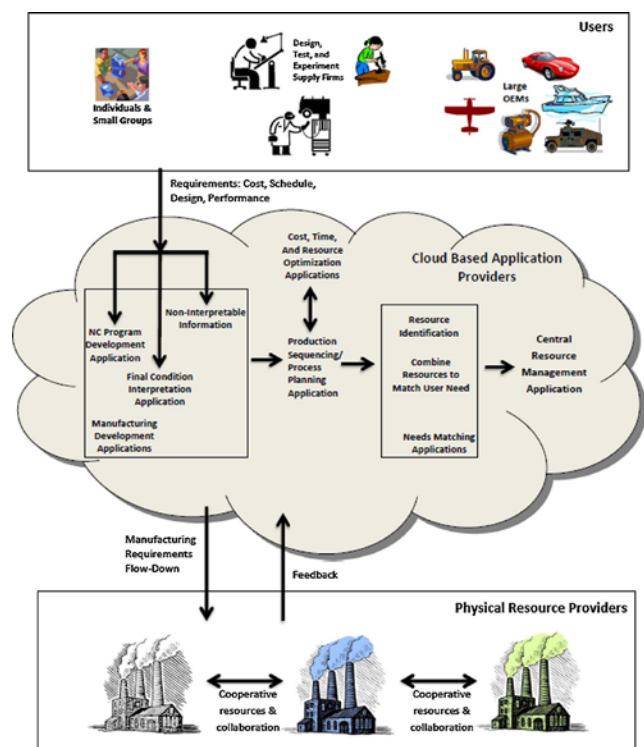 Users
Design,
Test, and
Experiment
Supply Firms
Individuals &
Small Groups
Large
OEMs
Requirements: Cost, Schedule,
Design, Performance
Cost, Time,
And Resource
Optimization
Applications
Cloud Based Application
Providers
Non-Interpretable
Information
NC Program
Development
Application
Final Condition
Interpretation
Application
Manufacturing
Development
Applications
Production
Sequencing/
Process
Planning
Application
Resource
Identification
Combine
Resources to
Match User Need
Needs Matching
Applications
Central
Resource
Management
Application
Manufacturing
Requirements
Flow-Down
Feedback
Physical Resource Providers
Cooperative
resources &
collaboration
Cooperative
resources &
collaboration